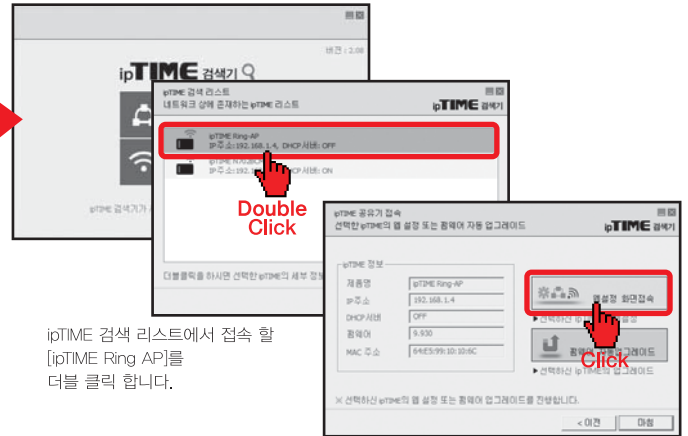 버전 : 2.08
ipTIME 검색기
ipTIME 검색 리스트
네트워크 상에 존재하는 ipTIME 리스트
ipTIME 검색기
ipTIME Ring-AP
IP주소:192.168.1.4, DHCP서버: OFF
Double
Click
더블클릭을 하시면 선택한 ipTIME의 세부 정보
ipTIME 공유기 접속
선택한 ipTIME의 웹 설정 또는 펌웨어 자동 업그레이드
ipTIME 검색기
ipTIME 정보
제품명
ipTIME Ring-AP
IP주소
192.168.1.4
DHCP서버
OFF
펌웨어
9.930
MAC 주소
64:E5:99:10:10:6C
웹설정 화면접속
Click
▶선택하신 ipTIME의 업그레이드
※ 선택하신 ipTIME의 웹 설정 또는 펌웨어 업그레이드를 진행합니다.
< 이전
마침
ipTIME 검색 리스트에서 접속 할
[ipTIME Ring AP]를
더블 클릭 합니다.